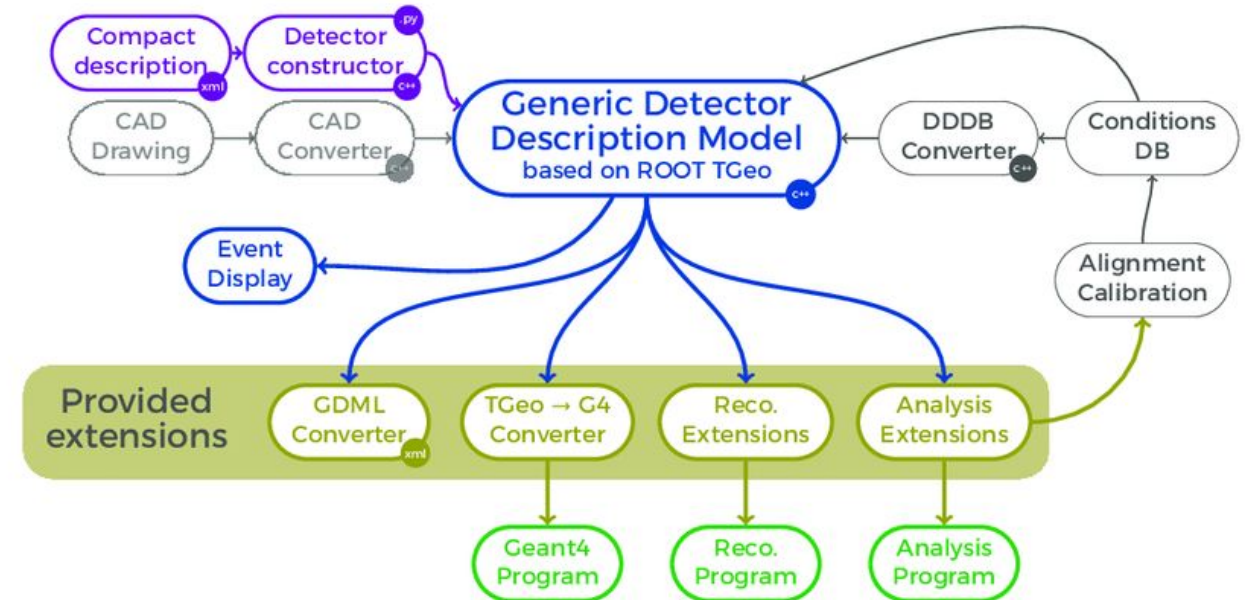 Compact
description
xml
Detector
constructor
.py
c++
CAD
Drawing
CAD
Converter
c++
Generic Detector
Description Model
based on ROOT TGeo
c++
DDDB
Converter
c++
Conditions
DB
Event
Display
Alignment
Calibration
Provided
extensions
GDML
Converter
xml
TGeo → G4
Converter
Reco.
Extensions
Analysis
Extensions
Geant4
Program
Reco.
Program
Analysis
Program